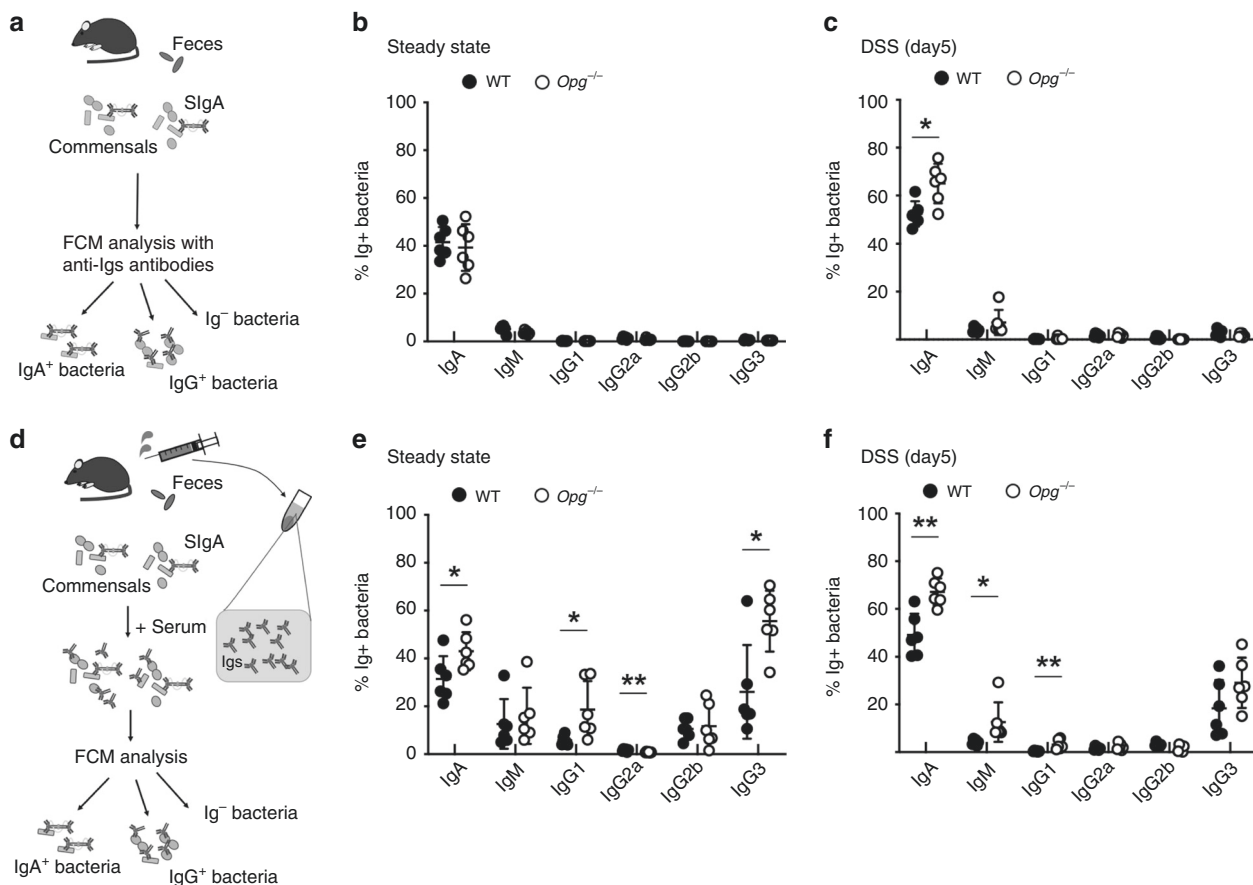 a
Feces
SIgA
Commensals
FCM analysis with
anti-Igs antibodies
Ig− bacteria
IgA+ bacteria
IgG+ bacteria
b
Steady state
WT
Opg−/−
% Ig+ bacteria
100
80
60
40
20
0
*
IgA
IgM
IgG1
IgG2a
IgG2b
IgG3
c
DSS (day5)
WT
Opg−/−
*
% Ig+ bacteria
100
80
60
40
20
0
IgA
IgM
IgG1
IgG2a
IgG2b
IgG3
d
Feces
SIgA
Commensals
+ Serum
Igs
FCM analysis
Ig− bacteria
IgA+ bacteria
IgG+ bacteria
e
Steady state
WT
Opg−/−
* * ** *
% Ig+ bacteria
100
80
60
40
20
0
IgA
IgM
IgG1
IgG2a
IgG2b
IgG3
f
DSS (day5)
WT
Opg−/−
** * **
% Ig+ bacteria
100
80
60
40
20
0
IgA
IgM
IgG1
IgG2a
IgG2b
IgG3